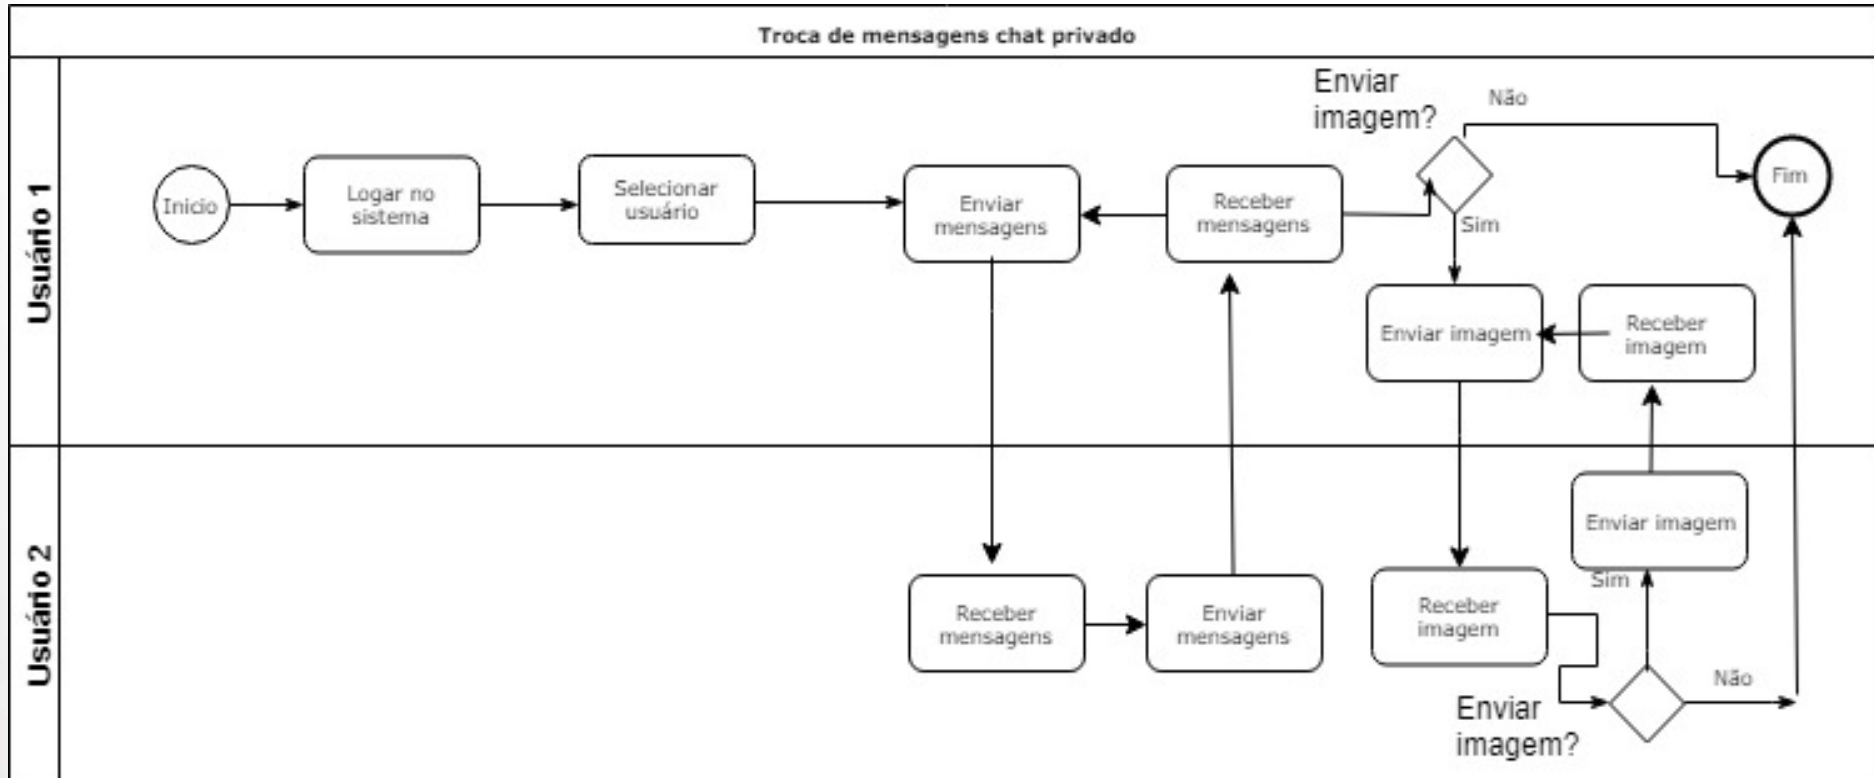 Troca de mensagens chat privado
Usuário 1
Inicio
Logar no
sistema
Selecionar
usuário
Enviar
mensagens
Receber
mensagens
Enviar
imagem?
Não
Sim
Fim
Enviar imagem
Receber
imagem
Usuário 2
Receber
mensagens
Enviar
mensagens
Receber
imagem
Enviar imagem
Sim
Enviar
imagem?
Não